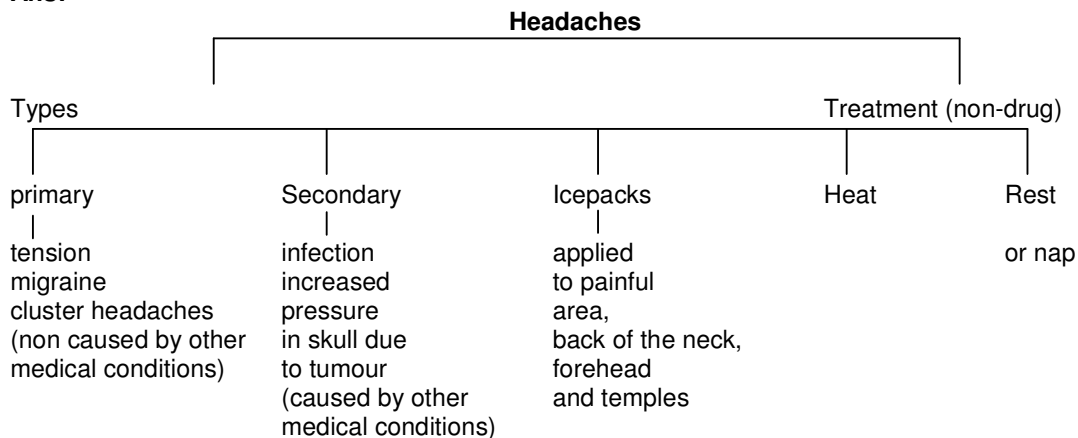 Headaches
Types
Treatment (non-drug)
primary
Secondary
Icepacks
Heat
Rest
tension
migraine
cluster headaches
(non caused by other
medical conditions)
infection
increased
pressure
in skull due
to tumour
(caused by other
medical conditions)
applied
to painful
area,
back of the neck,
forehead
and temples
or nap